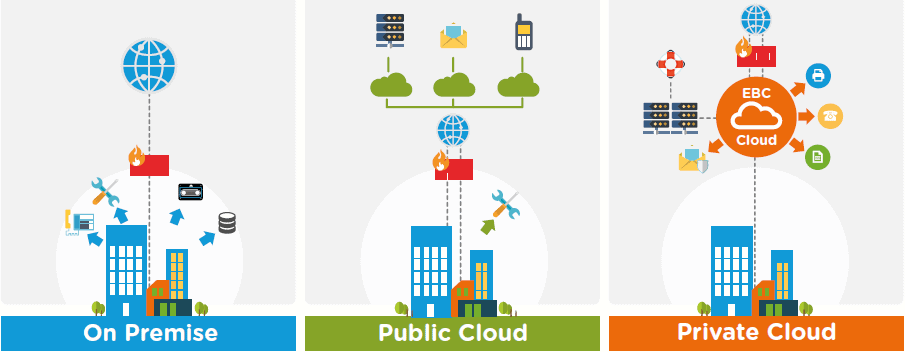 EBC
Cloud
On Premise
Public Cloud
Private Cloud